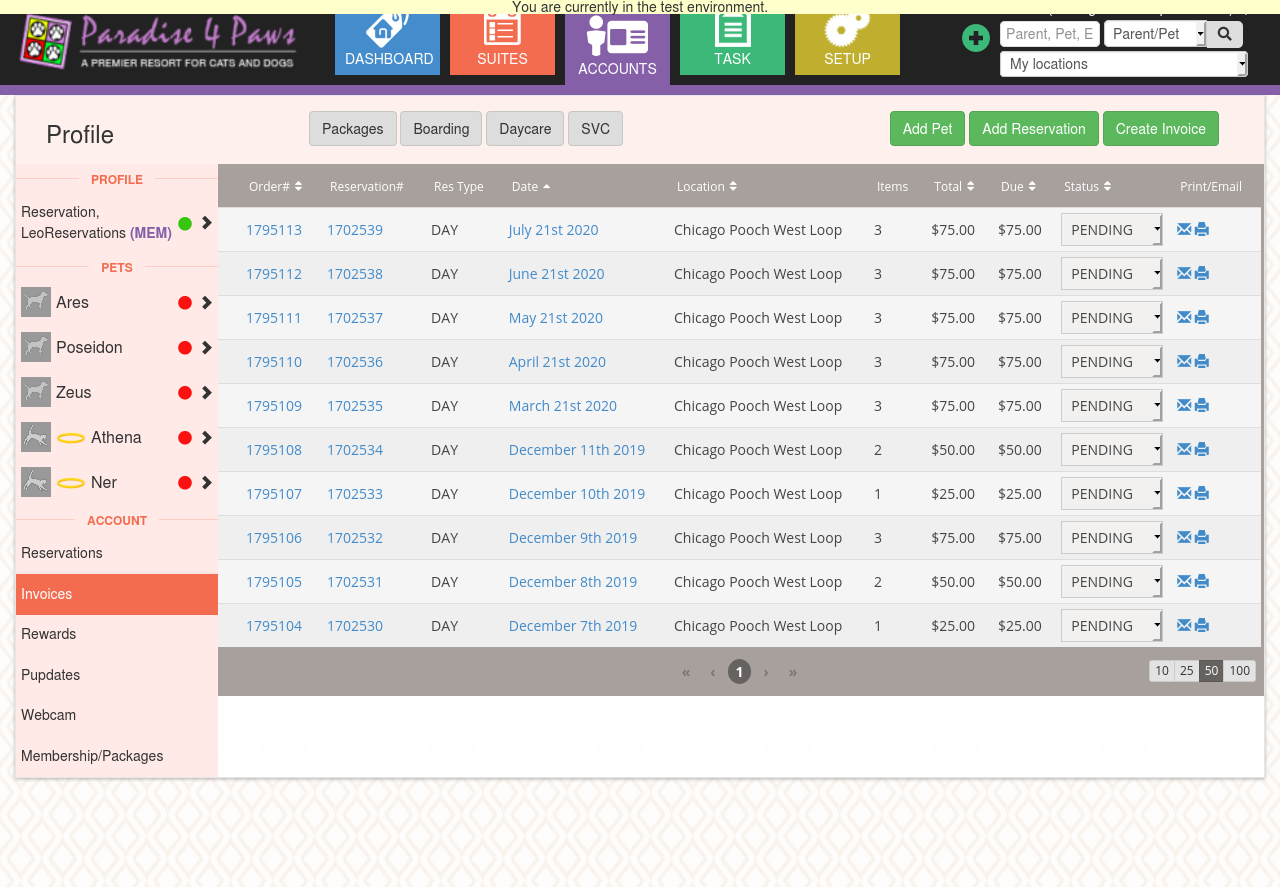 You are currently in the test environment.
Paradise 4 Paws
A PREMIER RESORT FOR CATS AND DOGS
DASHBOARD
SUITES
ACCOUNTS
TASK
SETUP
Parent, Pet, E
Parent/Pet
My locations
Profile
Packages
Boarding
Daycare
SVC
Add Pet
Add Reservation
Create Invoice
PROFILE
Reservation,
LeoReservations (MEM)
PETS
Ares
Poseidon
Zeus
Athena
Ner
ACCOUNT
Reservations
Invoices
Rewards
Pupdates
Webcam
Membership/Packages
Order# Reservation# Res Type Date Location Items Total Due Status Print/Email
1795113 1702539 DAY July 21st 2020 Chicago Pooch West Loop 3 $75.00 $75.00 PENDING
1795112 1702538 DAY June 21st 2020 Chicago Pooch West Loop 3 $75.00 $75.00 PENDING
1795111 1702537 DAY May 21st 2020 Chicago Pooch West Loop 3 $75.00 $75.00 PENDING
1795110 1702536 DAY April 21st 2020 Chicago Pooch West Loop 3 $75.00 $75.00 PENDING
1795109 1702535 DAY March 21st 2020 Chicago Pooch West Loop 3 $75.00 $75.00 PENDING
1795108 1702534 DAY December 11th 2019 Chicago Pooch West Loop 2 $50.00 $50.00 PENDING
1795107 1702533 DAY December 10th 2019 Chicago Pooch West Loop 1 $25.00 $25.00 PENDING
1795106 1702532 DAY December 9th 2019 Chicago Pooch West Loop 3 $75.00 $75.00 PENDING
1795105 1702531 DAY December 8th 2019 Chicago Pooch West Loop 2 $50.00 $50.00 PENDING
1795104 1702530 DAY December 7th 2019 Chicago Pooch West Loop 1 $25.00 $25.00 PENDING
« ‹ 1 › »
10 25 50 100